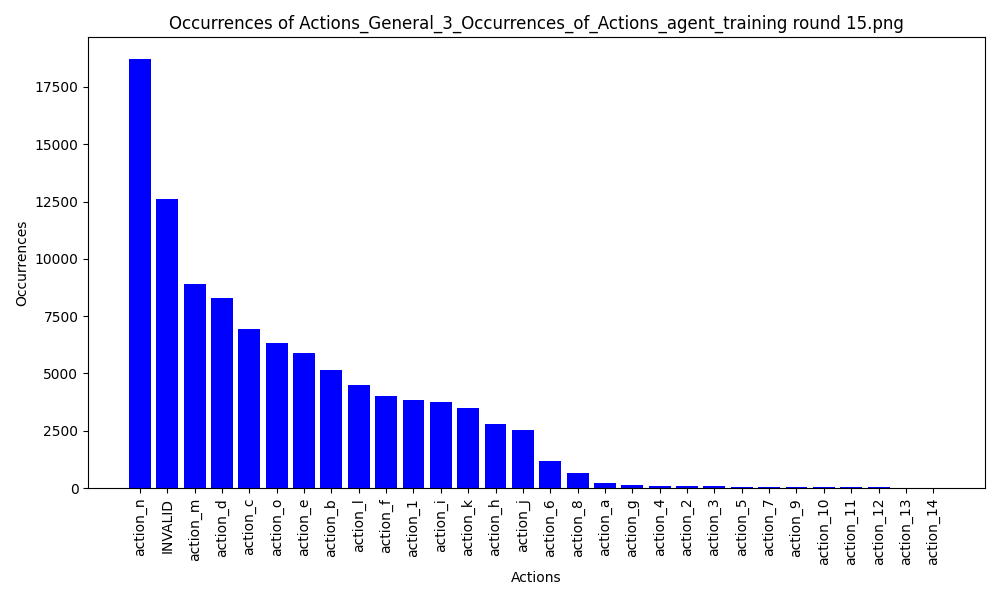 Occurrences of Actions_General_3_Occurrences_of_Actions_agent_training round 15.png
17500
15000
12500
10000
7500
5000
2500
0
Occurrences
action_n
INVALID
action_m
action_d
action_c
action_o
action_e
action_b
action_l
action_f
action_1
action_i
action_k
action_h
action_j
action_6
action_8
action_a
action_g
action_4
action_2
action_3
action_5
action_7
action_9
action_10
action_11
action_12
action_13
action_14
Actions